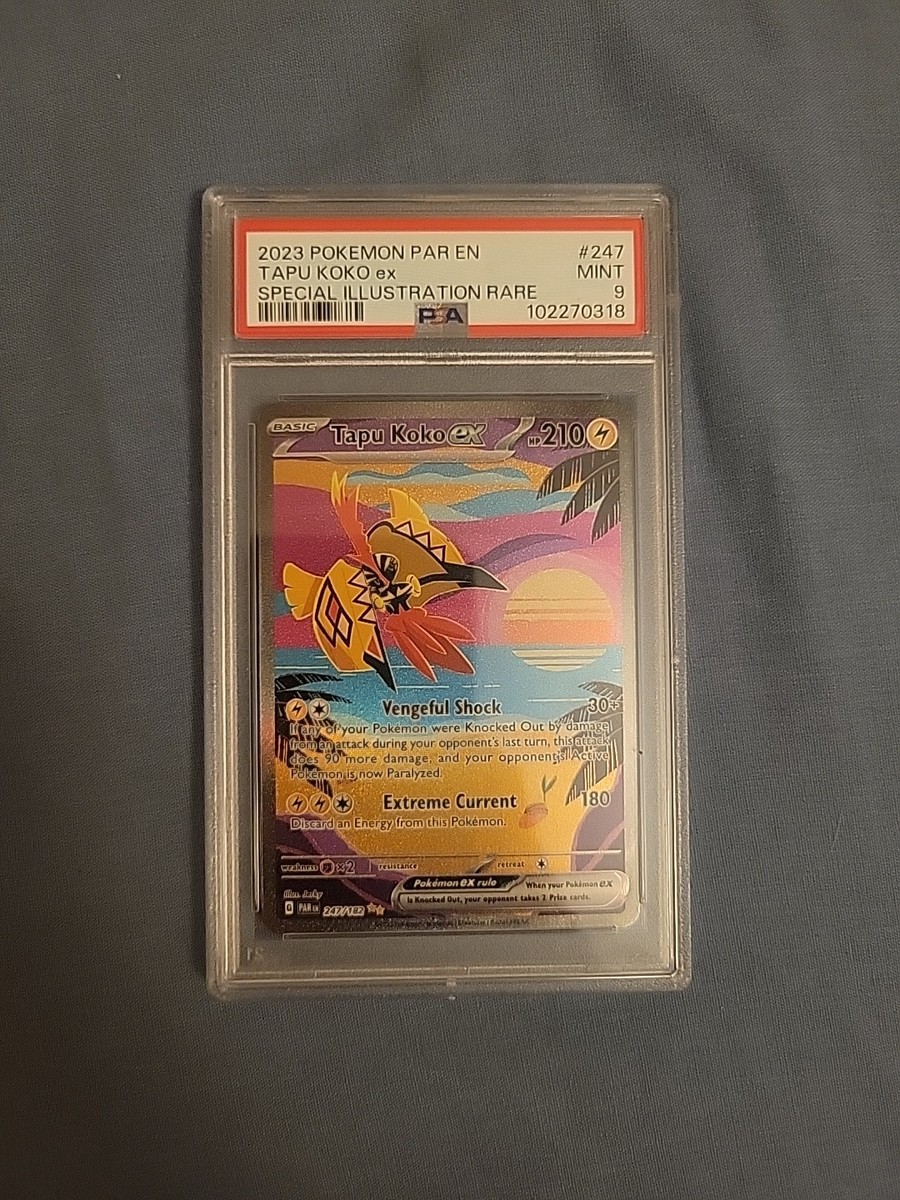 2023 POKEMON PAR EN #247
TAPU KOKO ex MINT
SPECIAL ILLUSTRATION RARE 9
PSA 102270318
BASIC Tapu Koko ex HP 210
Vengeful Shock 30+
If any of your Pokémon were Knocked Out by damage
from an attack during your opponent's last turn, this attack
does 90 more damage, and your opponent's Active
Pokémon is now Paralyzed.
Extreme Current 180
Discard an Energy from this Pokémon.
weakness ×2 resistance retreat
Pokémon ex rule When your Pokémon ex
is Knocked Out, your opponent takes 2 Prize cards.
Illus. Jerky
G PAR EN 247/182